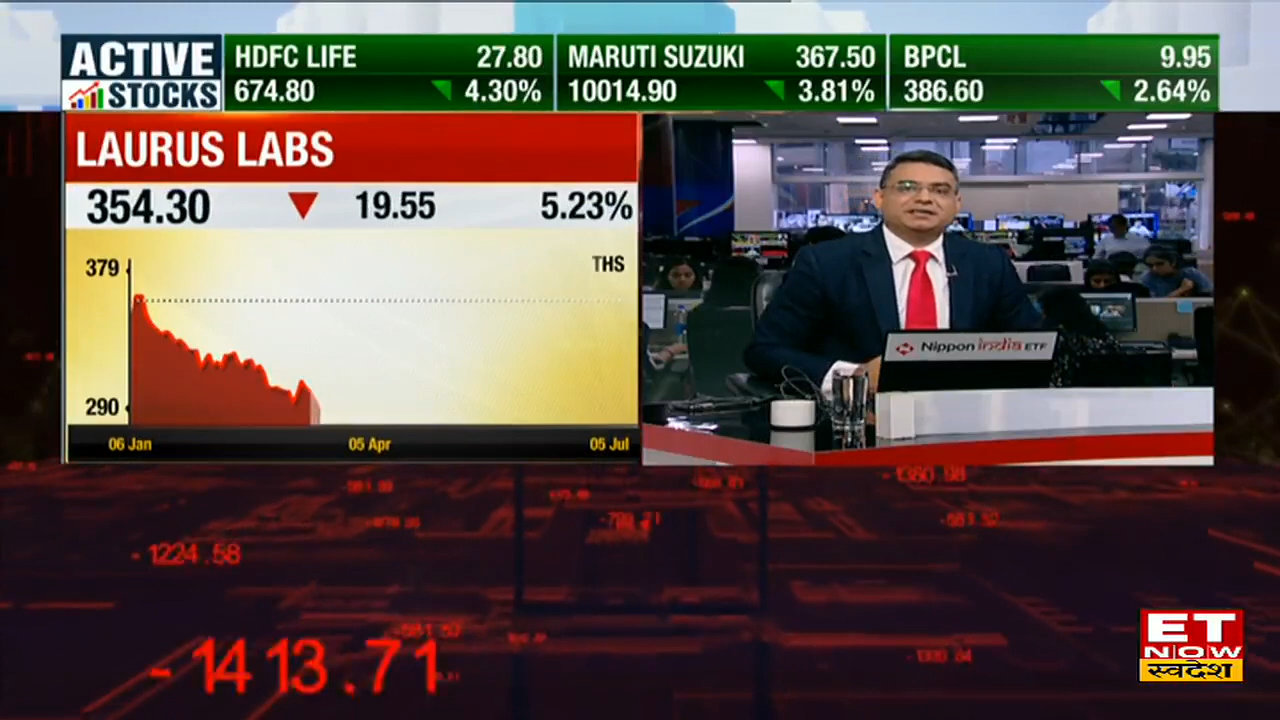 ACTIVE
STOCKS
HDFC LIFE 27.80
674.80 4.30%
MARUTI SUZUKI 367.50
10014.90 3.81%
BPCL 9.95
386.60 2.64%
LAURUS LABS
354.30 19.55 5.23%
379
THS
290
06 Jan 05 Apr 05 Jul
Nippon india ETF
- 1224.58
- 1413.71
ET
NOW
स्वदेश